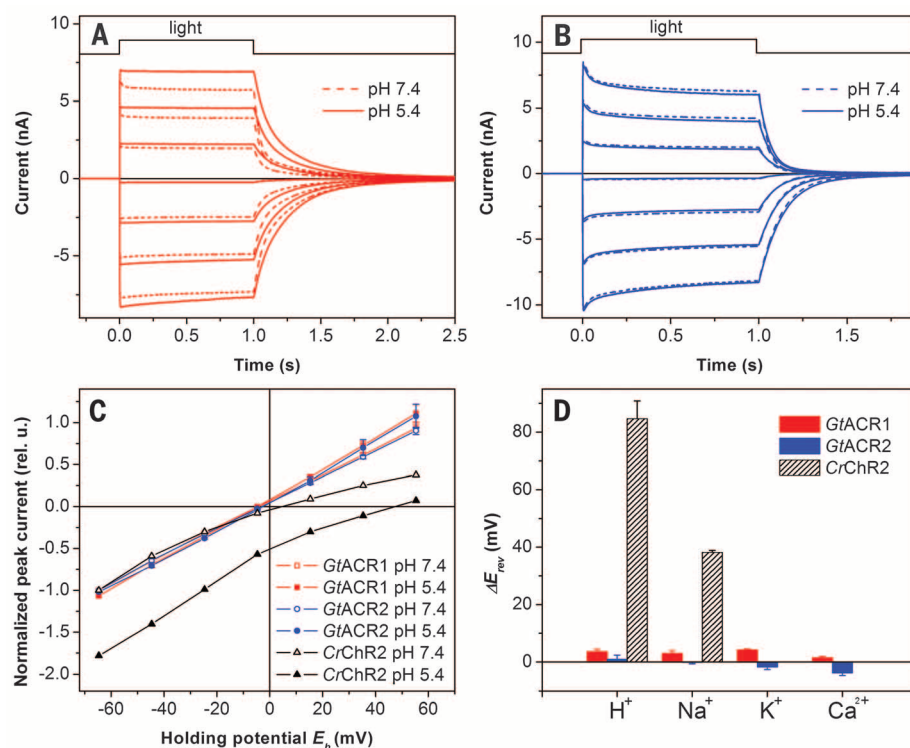 A
light
pH 7.4
pH 5.4
Current (nA)
10
5
0
-5
0.0 0.5 1.0 1.5 2.0 2.5
Time (s)
B
light
pH 7.4
pH 5.4
Current (nA)
10
5
0
-5
-10
0.0 0.5 1.0 1.5
Time (s)
C
Normalized peak current (rel. u.)
1.0
0.5
0.0
-0.5
-1.0
-1.5
-2.0
GtACR1 pH 7.4
GtACR1 pH 5.4
GtACR2 pH 7.4
GtACR2 pH 5.4
CrChR2 pH 7.4
CrChR2 pH 5.4
-60 -40 -20 0 20 40 60
Holding potential Eh (mV)
D
GtACR1
GtACR2
CrChR2
ΔErev (mV)
80
60
40
20
0
H+ Na+ K+ Ca2+